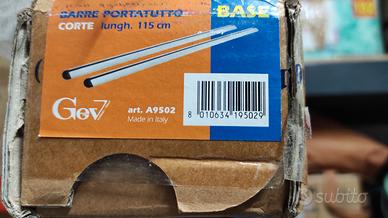 BARRE PORTATUTTO
BASE
CORTE lungh. 115 cm
GeV
art. A9502
Made in Italy
8 010634 195029
subito